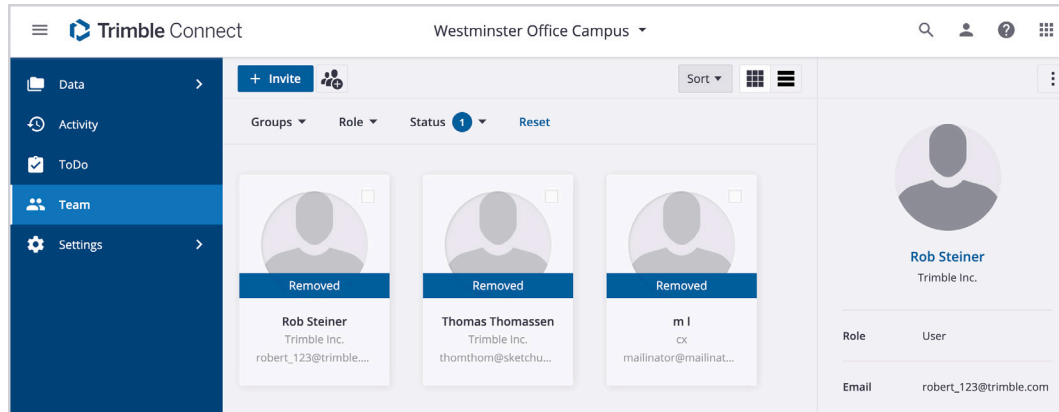 Trimble Connect
Westminster Office Campus
Data
Activity
ToDo
Team
Settings
+ Invite
Sort
Groups
Role
Status 1
Reset
Removed
Rob Steiner
Trimble Inc.
robert_123@trimble....
Removed
Thomas Thomassen
Trimble Inc.
thomthom@sketchu...
Removed
m l
cx
mailinator@mailinat...
Rob Steiner
Trimble Inc.
Role User
Email robert_123@trimble.com